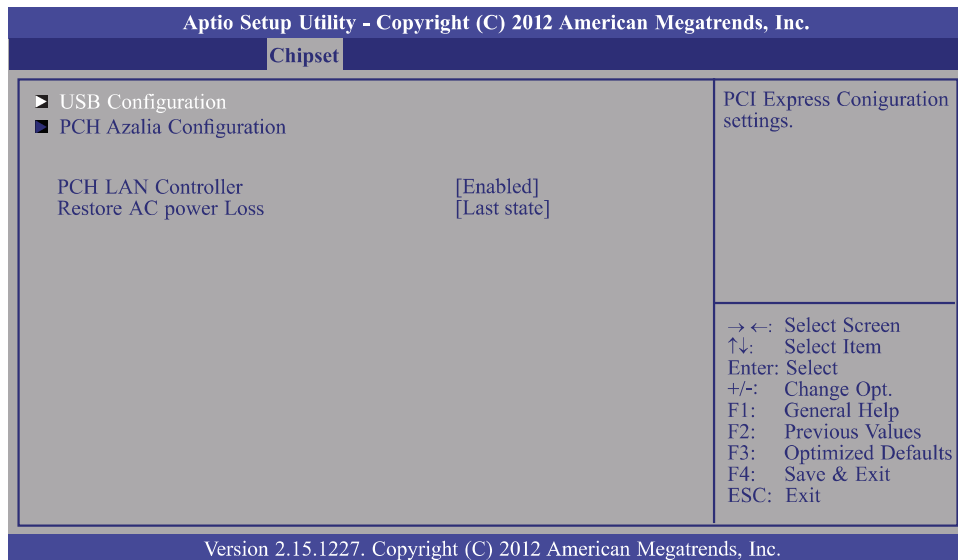 Aptio Setup Utility - Copyright (C) 2012 American Megatrends, Inc.
Chipset
USB Configuration
PCH Azalia Configuration
PCH LAN Controller [Enabled]
Restore AC power Loss [Last state]
PCI Express Coniguration
settings.
→ ←: Select Screen
↑↓: Select Item
Enter: Select
+/-: Change Opt.
F1: General Help
F2: Previous Values
F3: Optimized Defaults
F4: Save & Exit
ESC: Exit
Version 2.15.1227. Copyright (C) 2012 American Megatrends, Inc.